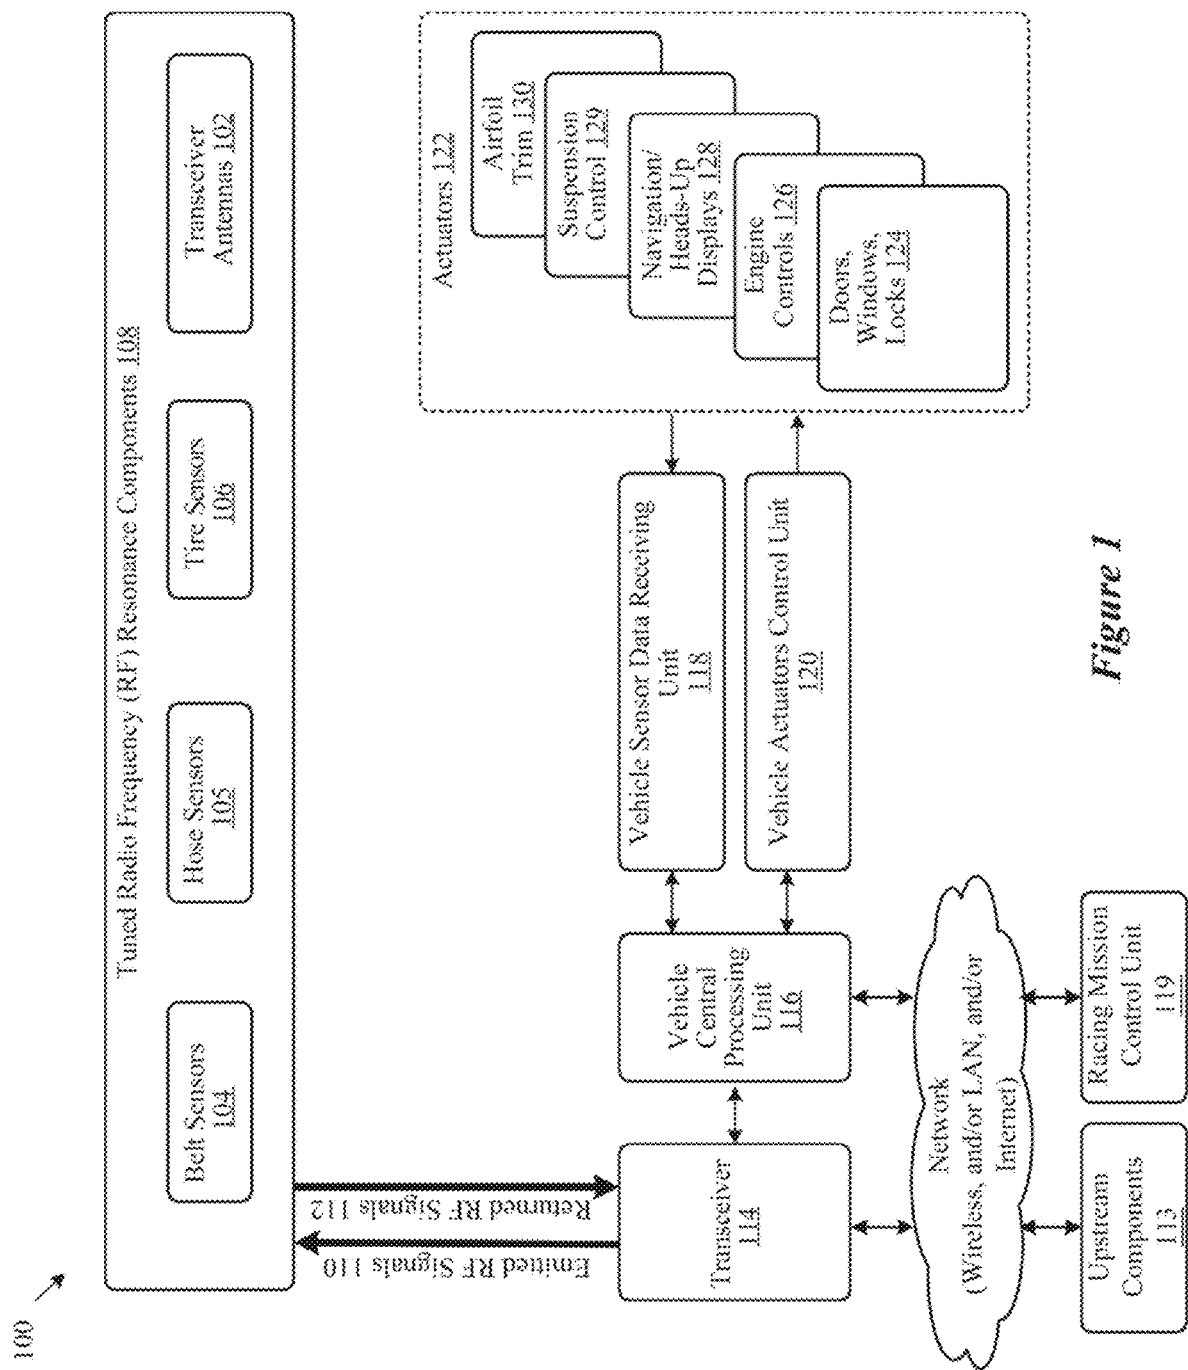 100
Tuned Radio Frequency (RF) Resonance Components 108
Belt Sensors
104
Hose Sensors
105
Tire Sensors
106
Transceiver
Antennas 102
Emitted RF Signals 110
Returned RF Signals 112
Transceiver
114
Vehicle
Central
Processing
Unit
116
Vehicle Sensor Data Receiving
Unit
118
Vehicle Actuators Control Unit
120
Actuators 122
Airfoil
Trim 130
Suspension
Control 129
Navigation/
Heads-Up
Displays 128
Engine
Controls 126
Doors,
Windows,
Locks 124
Network
(Wireless, and/or LAN, and/or
Internet)
Upstream
Components
113
Racing Mission
Control Unit
119
Figure 1